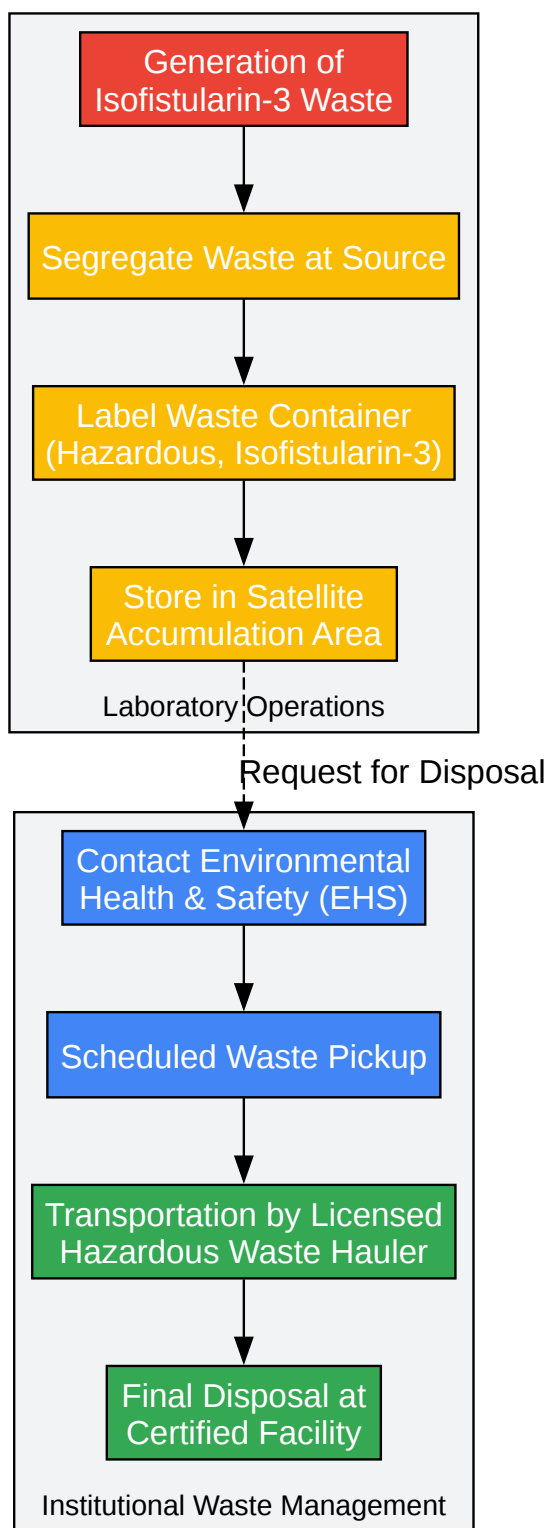 Generation of
Isofistularin-3 Waste
Segregate Waste at Source
Label Waste Container
(Hazardous, Isofistularin-3)
Store in Satellite
Accumulation Area
Laboratory Operations
Request for Disposal
Contact Environmental
Health & Safety (EHS)
Scheduled Waste Pickup
Transportation by Licensed
Hazardous Waste Hauler
Final Disposal at
Certified Facility
Institutional Waste Management